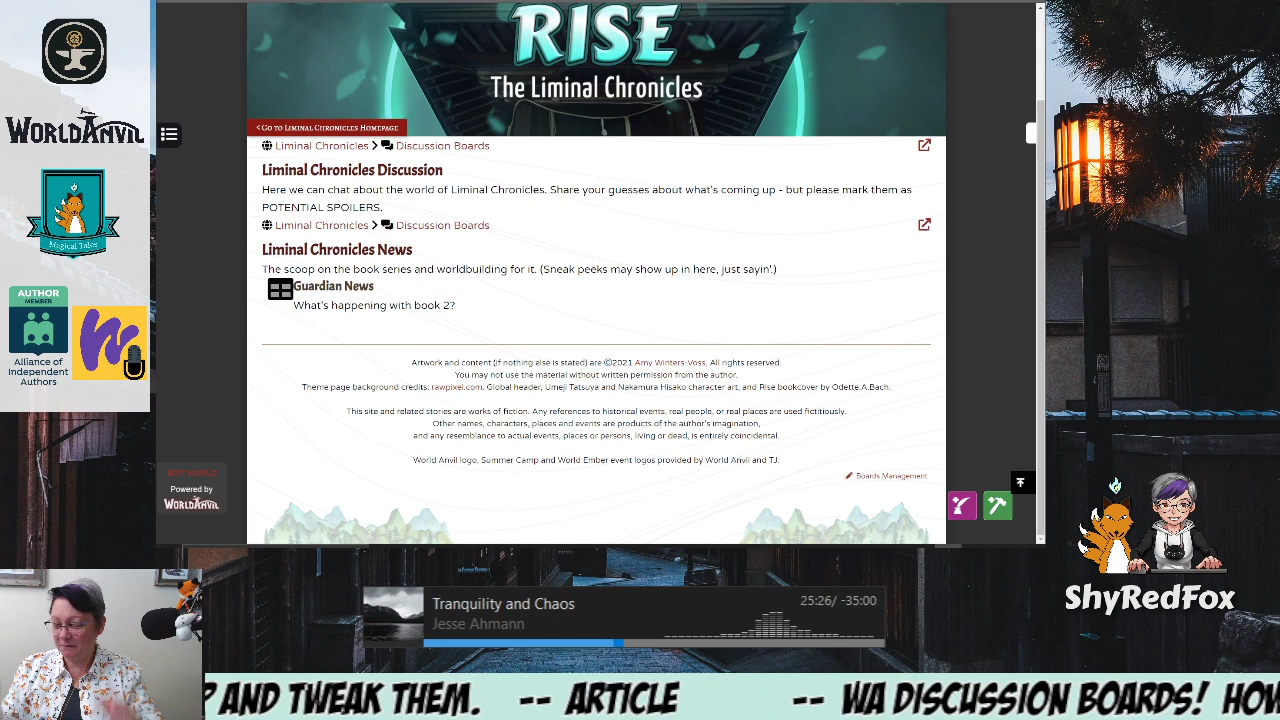 RISE
The Liminal Chronicles
< Go to Liminal Chronicles Homepage
Liminal Chronicles > Discussion Boards
Liminal Chronicles Discussion
Here we can chat about the world of Liminal Chronicles. Share your guesses about what's coming up - but please mark them as
POTENTIAL SPOILERS.
Liminal Chronicles > Discussion Boards
Liminal Chronicles News
The scoop on the book series and worldbuilding for it. (Sneak peeks may show up in here, just sayin'.)
Guardian News
What's happening with book 2?
Artwork and content (if nothing else is stated) are ©2021 Amy Winters-Voss. All rights reserved.
You may not use the material without written permission from the author.
Theme page background credits: rawpixel.com. Global header, Umeji Tatsuya and Nakamura Hisako character art, and Rise bookcover by Odette.A.Bach.
This site and related stories are works of fiction. Any references to historical events, real people, or real places are used fictitiously.
Other names, characters, places and events are products of the author's imagination,
and any resemblance to actual events, places or persons, living or dead, is entirely coincidental.
World Anvil logo, Summer Camp and World Ember event logos provided by World Anvil and TJ.
Boards Management
EDIT WORLD
Powered by
WORLDANVIL
WORLDANVIL
Magical Tales
AUTHOR
MEMBER
Alliance of
Independent
Authors
ShyRedFox
Tranquility and Chaos
Jesse Ahmann
25:26/ -35:00
P AND TWEAK THEM. -- ARTICLE -- WA DISCUSSION BOARDS! HOW